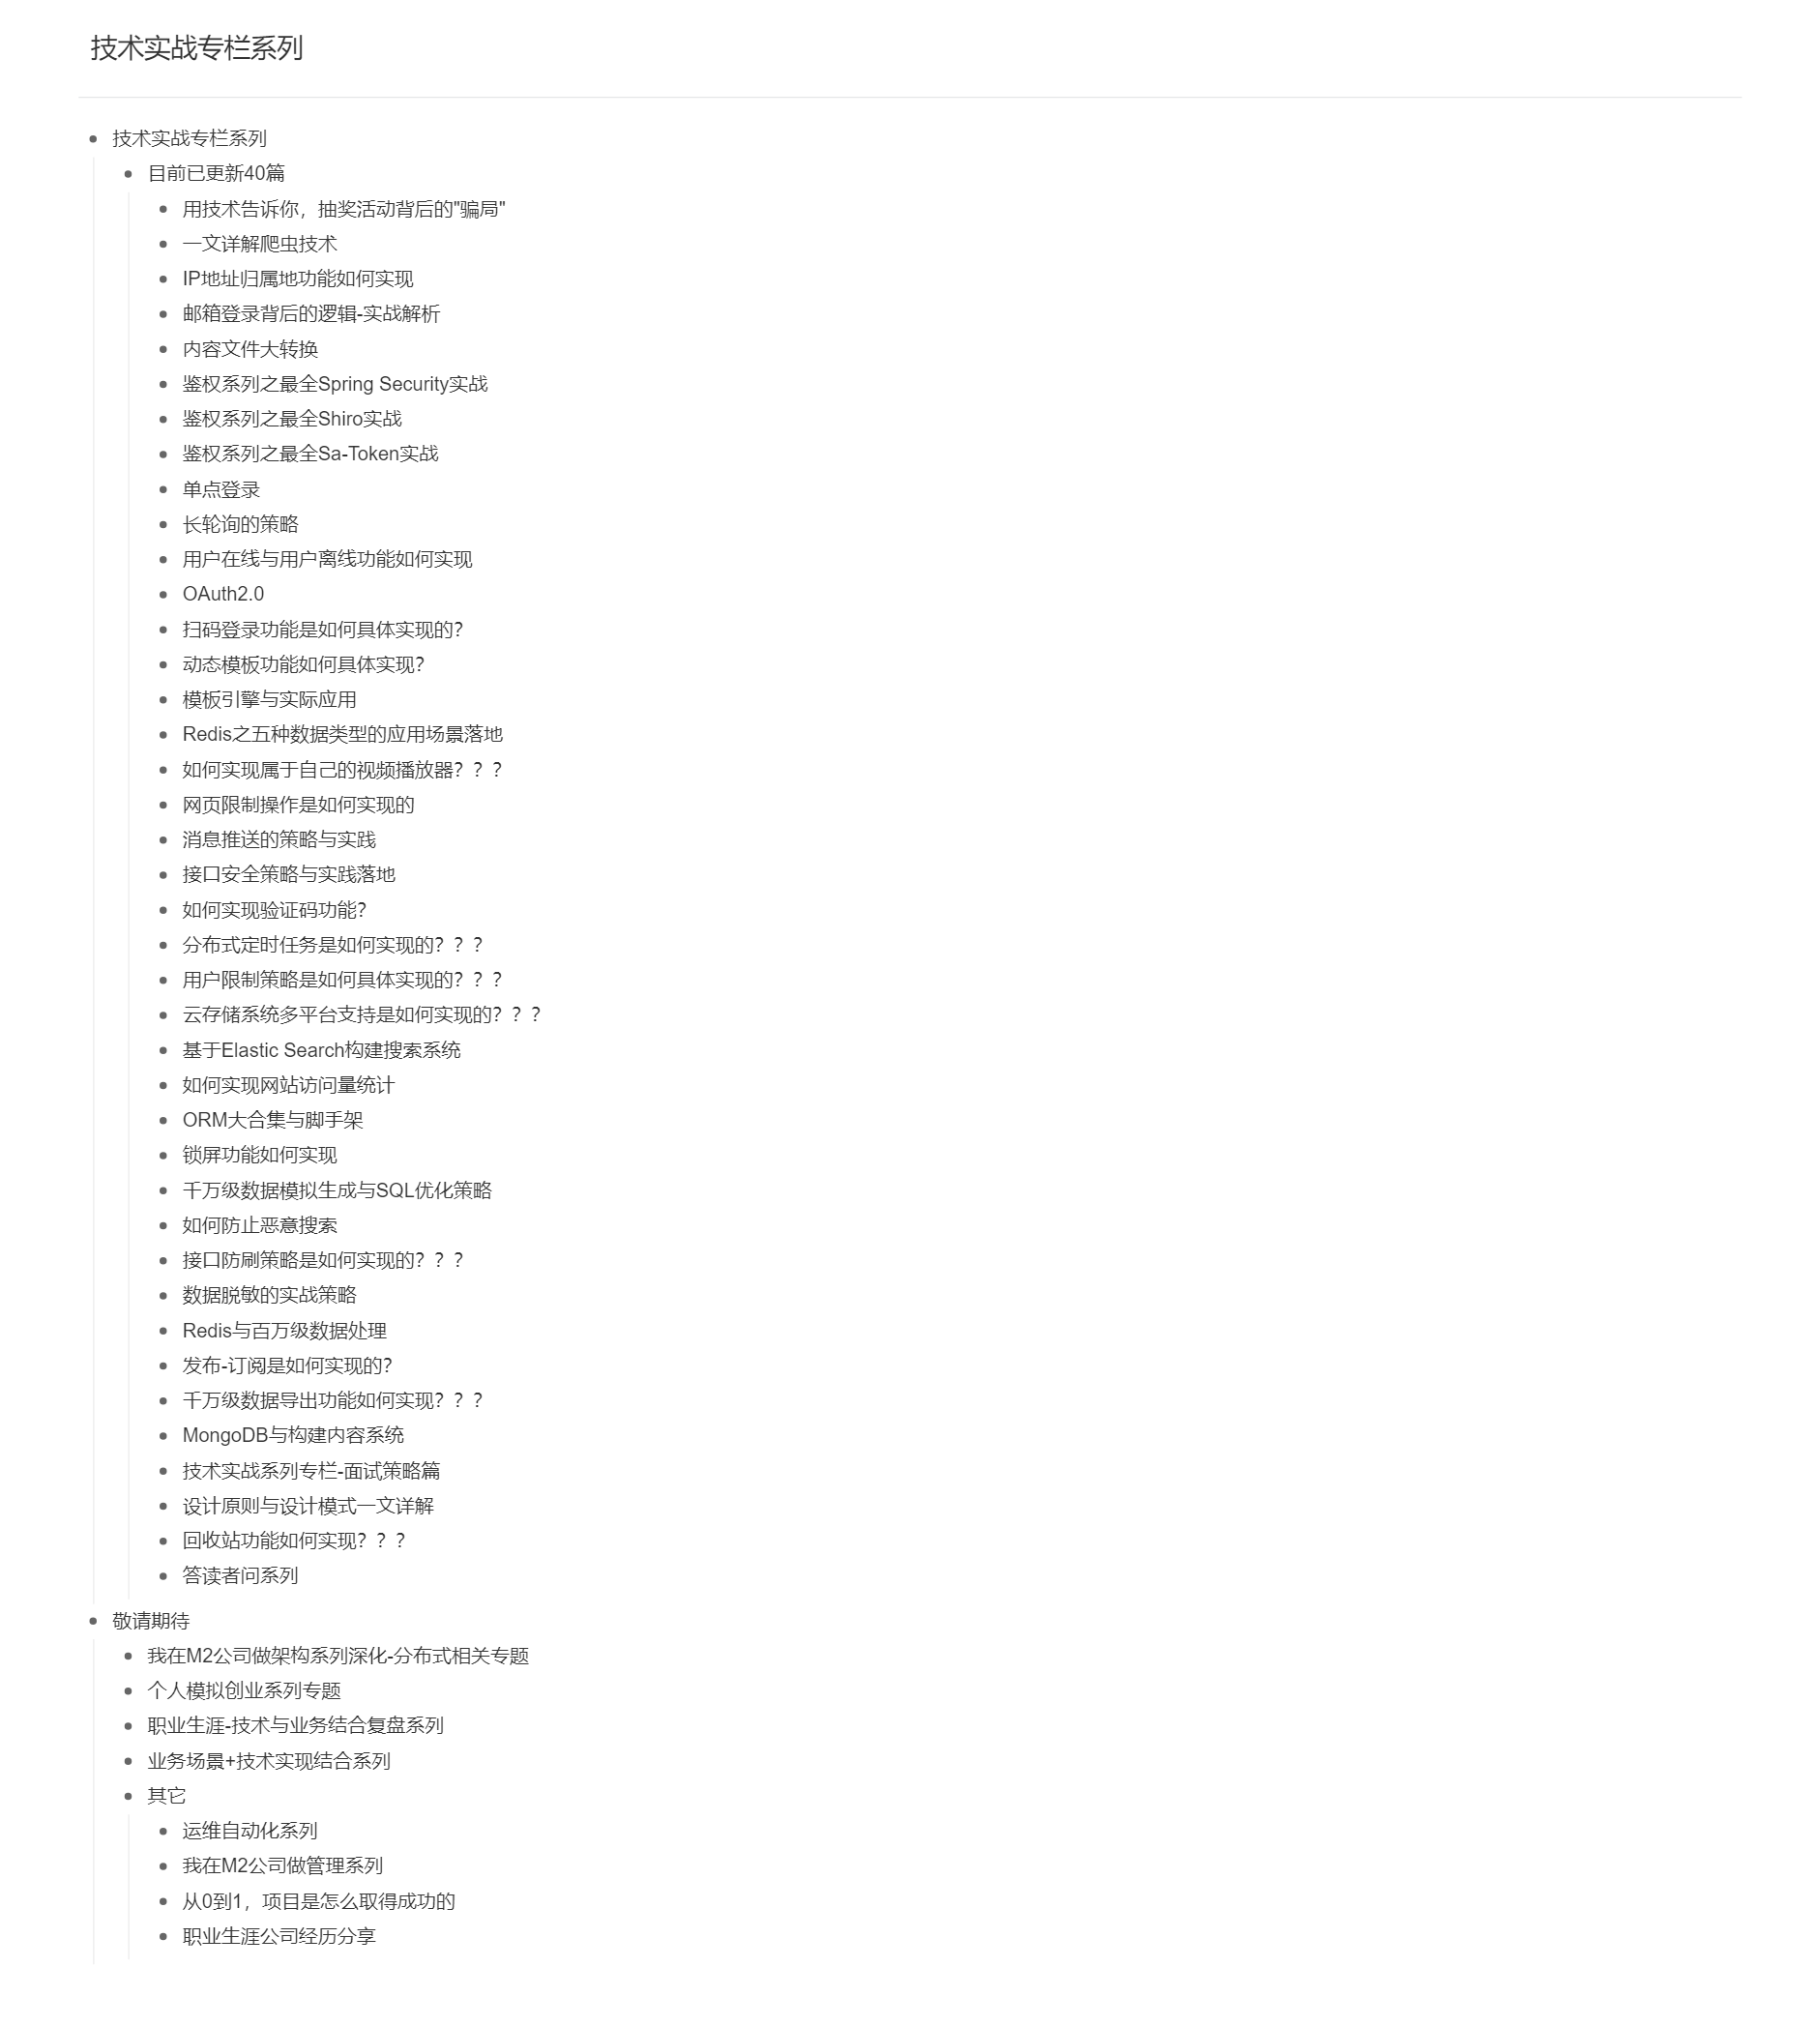 技术实战专栏系列
技术实战专栏系列
目前已更新40篇
用技术告诉你，抽奖活动背后的"骗局"
一文详解爬虫技术
IP地址归属地功能如何实现
邮箱登录背后的逻辑-实战解析
内容文件大转换
鉴权系列之最全Spring Security实战
鉴权系列之最全Shiro实战
鉴权系列之最全Sa-Token实战
单点登录
长轮询的策略
用户在线与用户离线功能如何实现
OAuth2.0
扫码登录功能是如何具体实现的？
动态模板功能如何具体实现？
模板引擎与实际应用
Redis之五种数据类型的应用场景落地
如何实现属于自己的视频播放器？？？
网页限制操作是如何实现的
消息推送的策略与实践
接口安全策略与实践落地
如何实现验证码功能？
分布式定时任务是如何实现的？？？
用户限制策略是如何具体实现的？？？
云存储系统多平台支持是如何实现的？？？
基于Elastic Search构建搜索系统
如何实现网站访问量统计
ORM大合集与脚手架
锁屏功能如何实现
千万级数据模拟生成与SQL优化策略
如何防止恶意搜索
接口防刷策略是如何实现的？？？
数据脱敏的实战策略
Redis与百万级数据处理
发布-订阅是如何实现的？
千万级数据导出功能如何实现？？？
MongoDB与构建内容系统
技术实战系列专栏-面试策略篇
设计原则与设计模式一文详解
回收站功能如何实现？？？
答读者问系列
敬请期待
我在M2公司做架构系列深化-分布式相关专题
个人模拟创业系列专题
职业生涯-技术与业务结合复盘系列
业务场景+技术实现结合系列
其它
运维自动化系列
我在M2公司做管理系列
从0到1，项目是怎么取得成功的
职业生涯公司经历分享